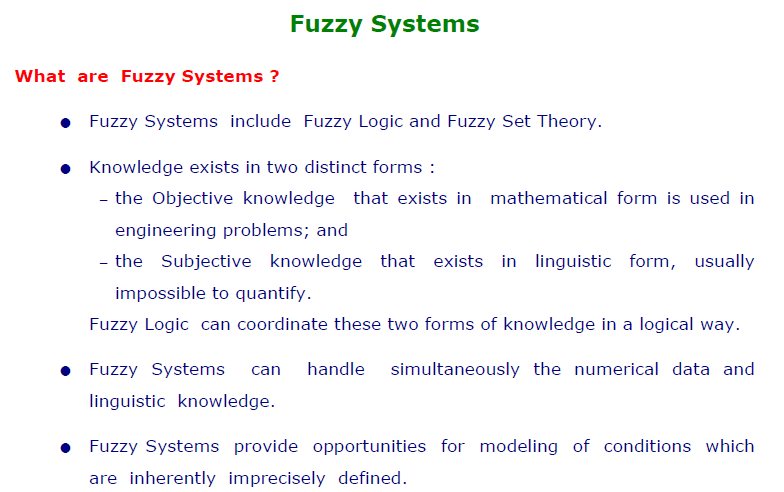 Fuzzy Systems
What are Fuzzy Systems ?
● Fuzzy Systems include Fuzzy Logic and Fuzzy Set Theory.
● Knowledge exists in two distinct forms :
– the Objective knowledge that exists in mathematical form is used in
engineering problems; and
– the Subjective knowledge that exists in linguistic form, usually
impossible to quantify.
Fuzzy Logic can coordinate these two forms of knowledge in a logical way.
● Fuzzy Systems can handle simultaneously the numerical data and
linguistic knowledge.
● Fuzzy Systems provide opportunities for modeling of conditions which
are inherently imprecisely defined.